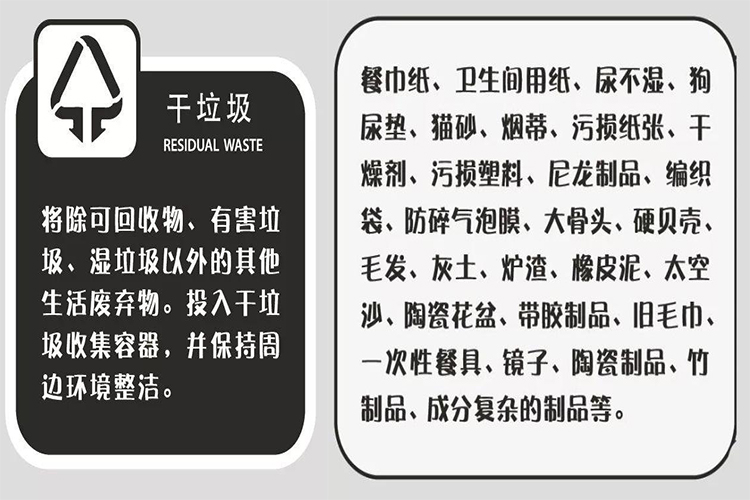 干垃圾
RESIDUAL WASTE
将除可回收物、有害垃
圾、湿垃圾以外的其他
生活废弃物。投入干垃
圾收集容器，并保持周
边环境整洁。
餐巾纸、卫生间用纸、尿不湿、狗
尿垫、猫砂、烟蒂、污损纸张、干
燥剂、污损塑料、尼龙制品、编织
袋、防碎气泡膜、大骨头、硬贝壳、
毛发、灰土、炉渣、橡皮泥、太空
沙、陶瓷花盆、带胶制品、旧毛巾、
一次性餐具、镜子、陶瓷制品、竹
制品、成分复杂的制品等。